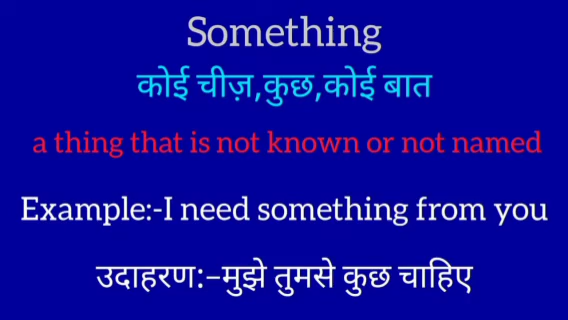 Something
कोई चीज़,कुछ,कोई बात
a thing that is not known or not named
Example:-I need something from you
उदाहरण:–मुझे तुमसे कुछ चाहिए